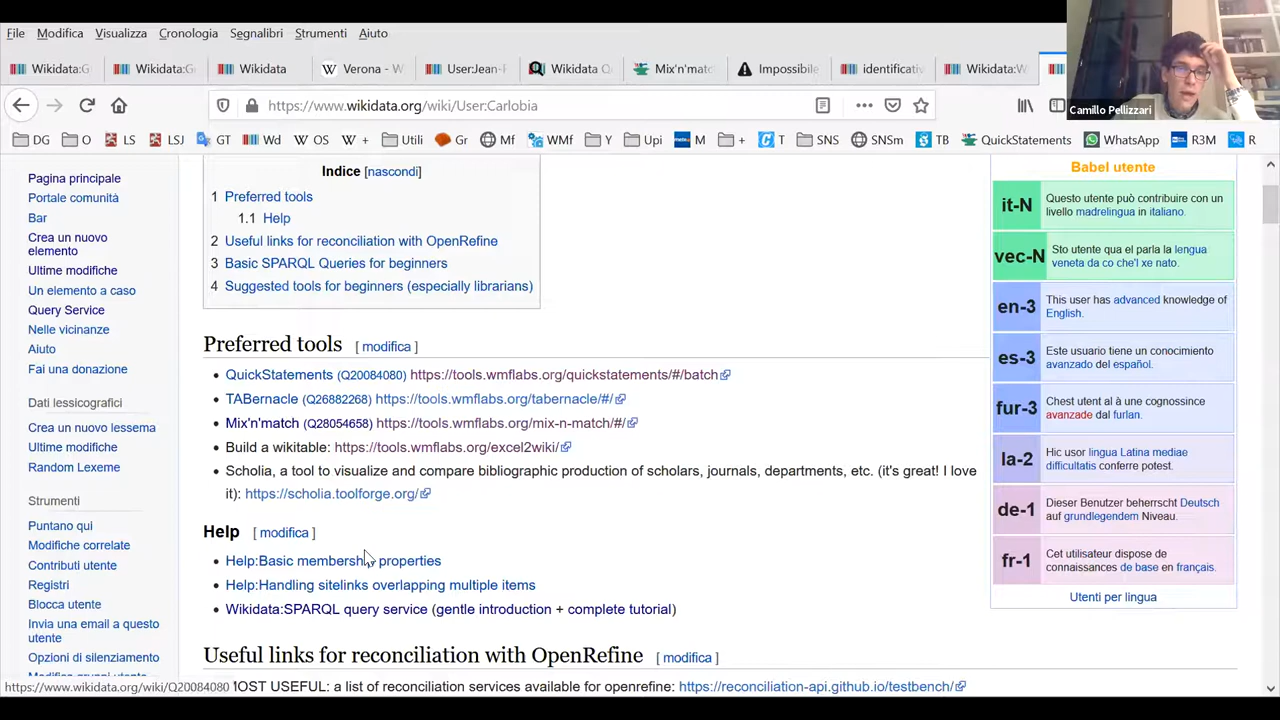 File Modifica Visualizza Cronologia Segnalibri Strumenti Aiuto
Wikidata:G Wikidata:G Wikidata Verona - W User:Jean-F Wikidata Q Mix'n'matc Impossibile identificati Wikidata:W
https://www.wikidata.org/wiki/User:Carlobia
Camillo Pellizzari
DG O LS LSJ GT Wd OS + Utili Gr Mf WMf Y Upi M + T SNS SNSm TB QuickStatements WhatsApp R3M R
Pagina principale
Portale comunità
Bar
Crea un nuovo
elemento
Ultime modifiche
Un elemento a caso
Query Service
Nelle vicinanze
Aiuto
Fai una donazione
Dati lessicografici
Crea un nuovo lessema
Ultime modifiche
Random Lexeme
Strumenti
Puntano qui
Modifiche correlate
Contributi utente
Registri
Blocca utente
Invia una email a questo
utente
Opzioni di silenziamento
https://www.wikidata.org/wiki/Q20084080
Indice [nascondi]
1 Preferred tools
1.1 Help
2 Useful links for reconciliation with OpenRefine
3 Basic SPARQL Queries for beginners
4 Suggested tools for beginners (especially librarians)
Preferred tools [ modifica ]
• QuickStatements (Q20084080) https://tools.wmflabs.org/quickstatements/#/batch
• TABernacle (Q26882268) https://tools.wmflabs.org/tabernacle/#/
• Mix'n'match (Q28054658) https://tools.wmflabs.org/mix-n-match/#/
• Build a wikitable: https://tools.wmflabs.org/excel2wiki/
• Scholia, a tool to visualize and compare bibliographic production of scholars, journals, departments, etc. (it's great! I love
it): https://scholia.toolforge.org/
Help [ modifica ]
• Help:Basic membership properties
• Help:Handling sitelinks overlapping multiple items
• Wikidata:SPARQL query service (gentle introduction + complete tutorial)
Useful links for reconciliation with OpenRefine [ modifica ]
MOST USEFUL: a list of reconciliation services available for openrefine: https://reconciliation-api.github.io/testbench/
Babel utente
it-N Questo utente può contribuire con un
livello madrelingua in italiano.
vec-N Sto utente qua el parla la lengua
veneta da co che'l xe nato.
en-3 This user has advanced knowledge of
English.
es-3 Este usuario tiene un conocimiento
avanzado del español.
fur-3 Chest utent al à une cognossince
avanzade dal furlan.
la-2 Hic usor lingua Latina mediae
difficultatis conferre potest.
de-1 Dieser Benutzer beherrscht Deutsch
auf grundlegendem Niveau.
fr-1 Cet utilisateur dispose de
connaissances de base en français.
Utenti per lingua